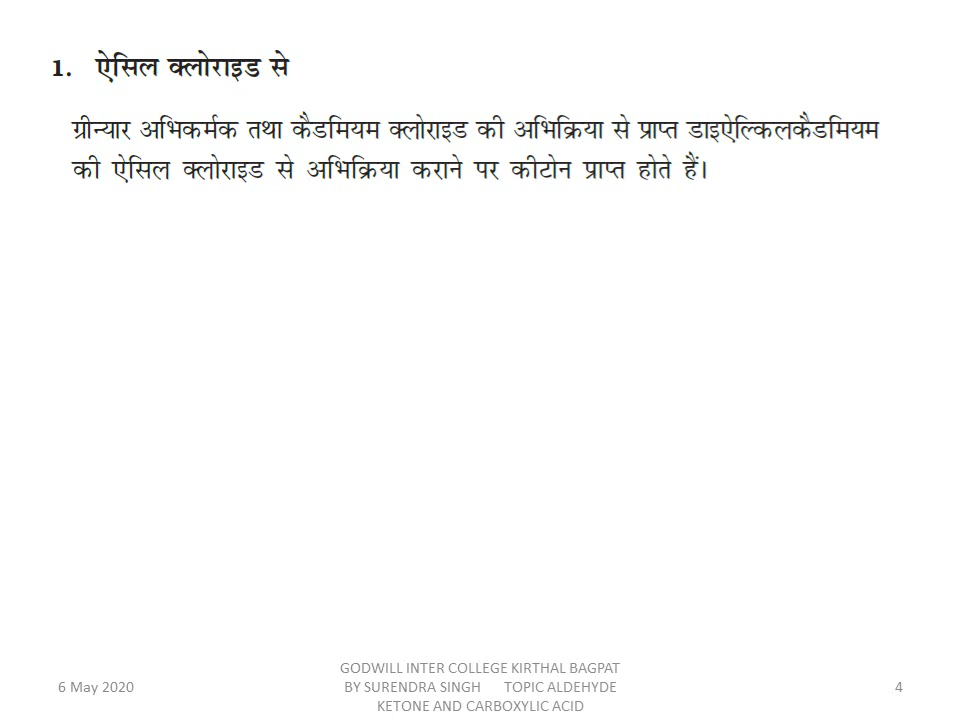 1. ऐसिल क्लोराइड से
ग्रीन्यार अभिकर्मक तथा कैडमियम क्लोराइड की अभिक्रिया से प्राप्त डाइऐल्किलकैडमियम
की ऐसिल क्लोराइड से अभिक्रिया कराने पर कीटोन प्राप्त होते हैं।
6 May 2020
GODWILL INTER COLLEGE KIRTHAL BAGPAT
BY SURENDRA SINGH TOPIC ALDEHYDE
KETONE AND CARBOXYLIC ACID
4